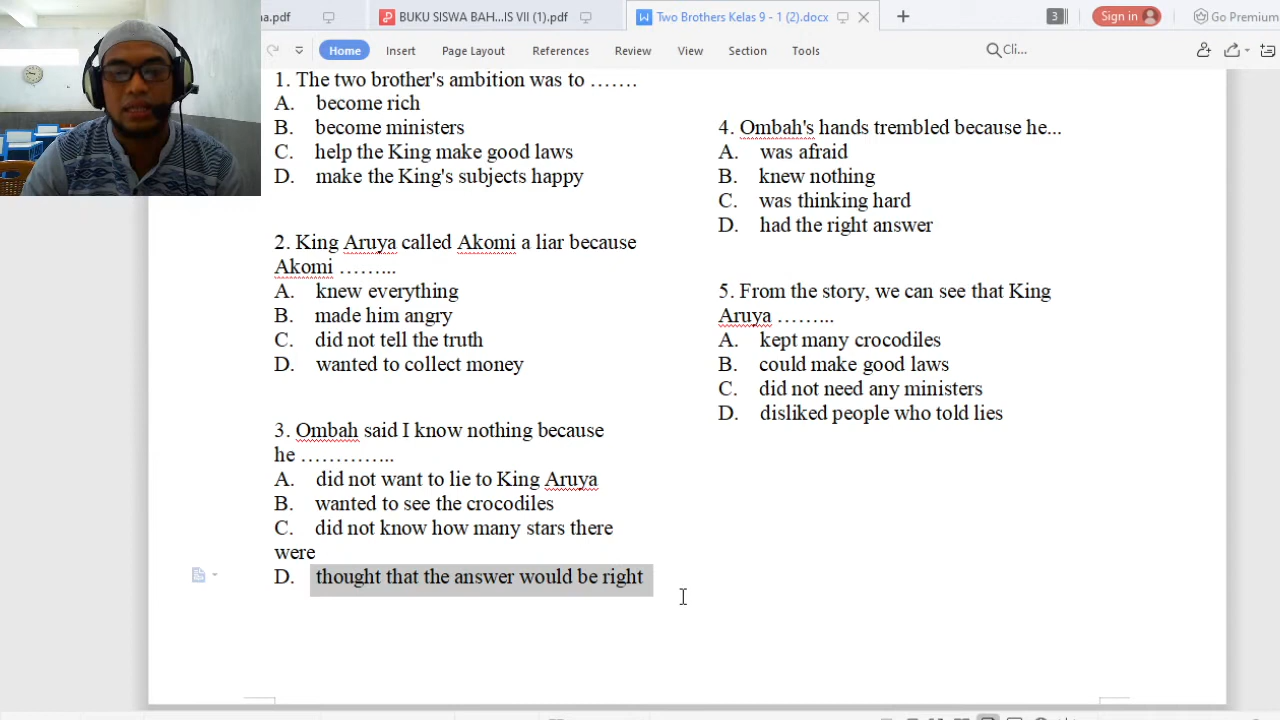 na.pdf
BUKU SISWA BAH...IS VII (1).pdf
Two Brothers Kelas 9 - 1 (2).docx
3
Sign in
Go Premium
Home
Insert
Page Layout
References
Review
View
Section
Tools
Cli...
1. The two brother's ambition was to …….
A. become rich
B. become ministers
C. help the King make good laws
D. make the King's subjects happy
2. King Aruya called Akomi a liar because
Akomi ……...
A. knew everything
B. made him angry
C. did not tell the truth
D. wanted to collect money
3. Ombah said I know nothing because
he …………..
A. did not want to lie to King Aruya
B. wanted to see the crocodiles
C. did not know how many stars there
were
D. thought that the answer would be right
4. Ombah's hands trembled because he...
A. was afraid
B. knew nothing
C. was thinking hard
D. had the right answer
5. From the story, we can see that King
Aruya ……...
A. kept many crocodiles
B. could make good laws
C. did not need any ministers
D. disliked people who told lies